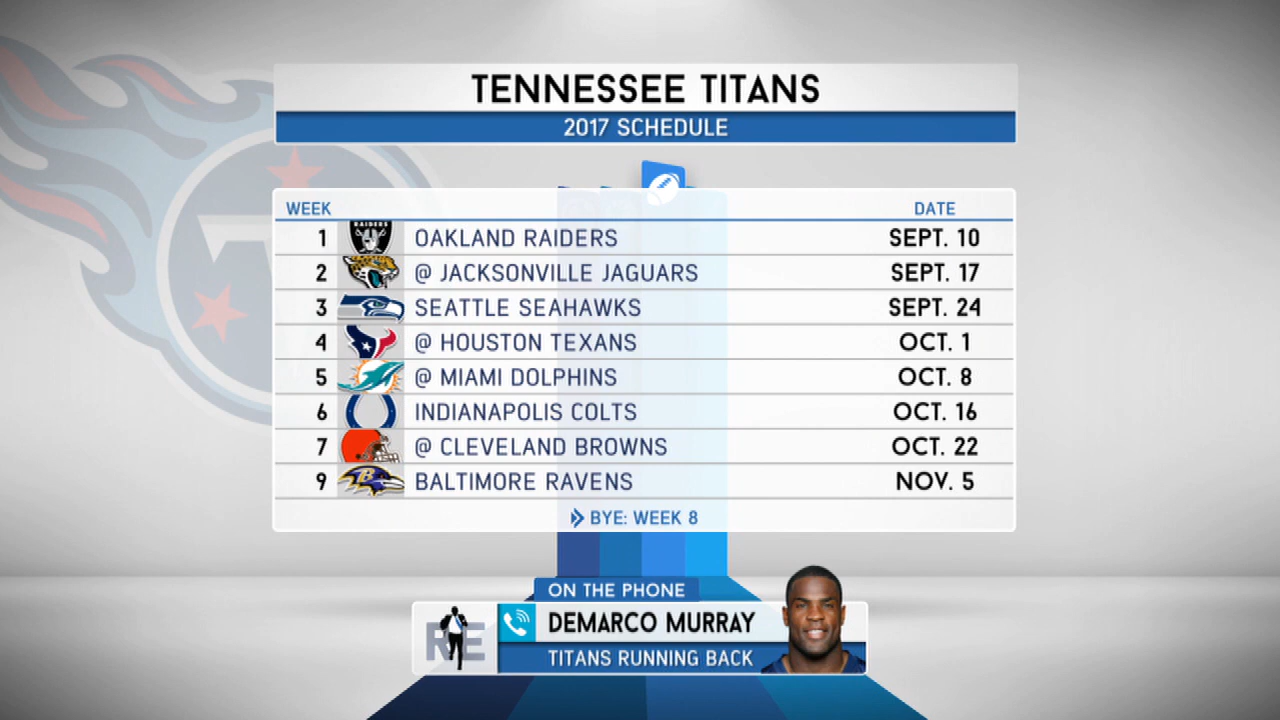 TENNESSEE TITANS
2017 SCHEDULE
WEEK DATE
1 RAIDERS OAKLAND RAIDERS SEPT. 10
2 @ JACKSONVILLE JAGUARS SEPT. 17
3 SEATTLE SEAHAWKS SEPT. 24
4 @ HOUSTON TEXANS OCT. 1
5 @ MIAMI DOLPHINS OCT. 8
6 INDIANAPOLIS COLTS OCT. 16
7 @ CLEVELAND BROWNS OCT. 22
9 B BALTIMORE RAVENS NOV. 5
BYE: WEEK 8
ON THE PHONE
RE DEMARCO MURRAY
TITANS RUNNING BACK